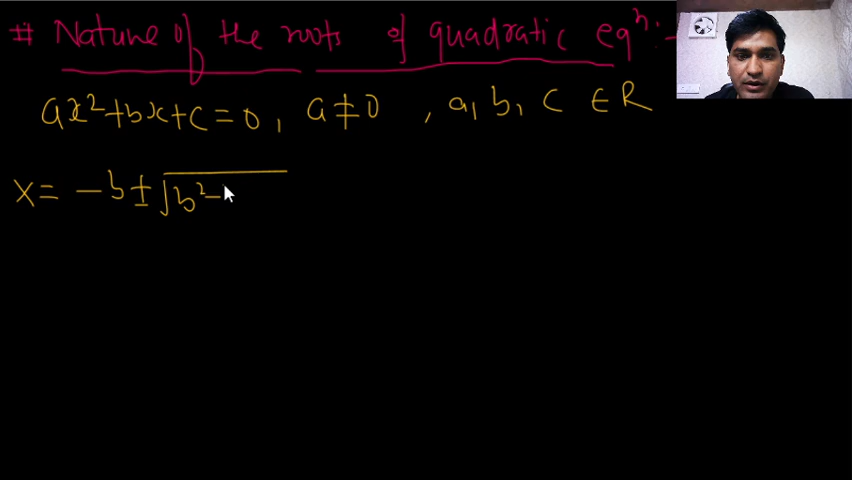 # Nature of the roots of quadratic eqⁿ:-
ax²+bx+c=0, a≠0, a, b, c ∈ R
x= -b±√b²-